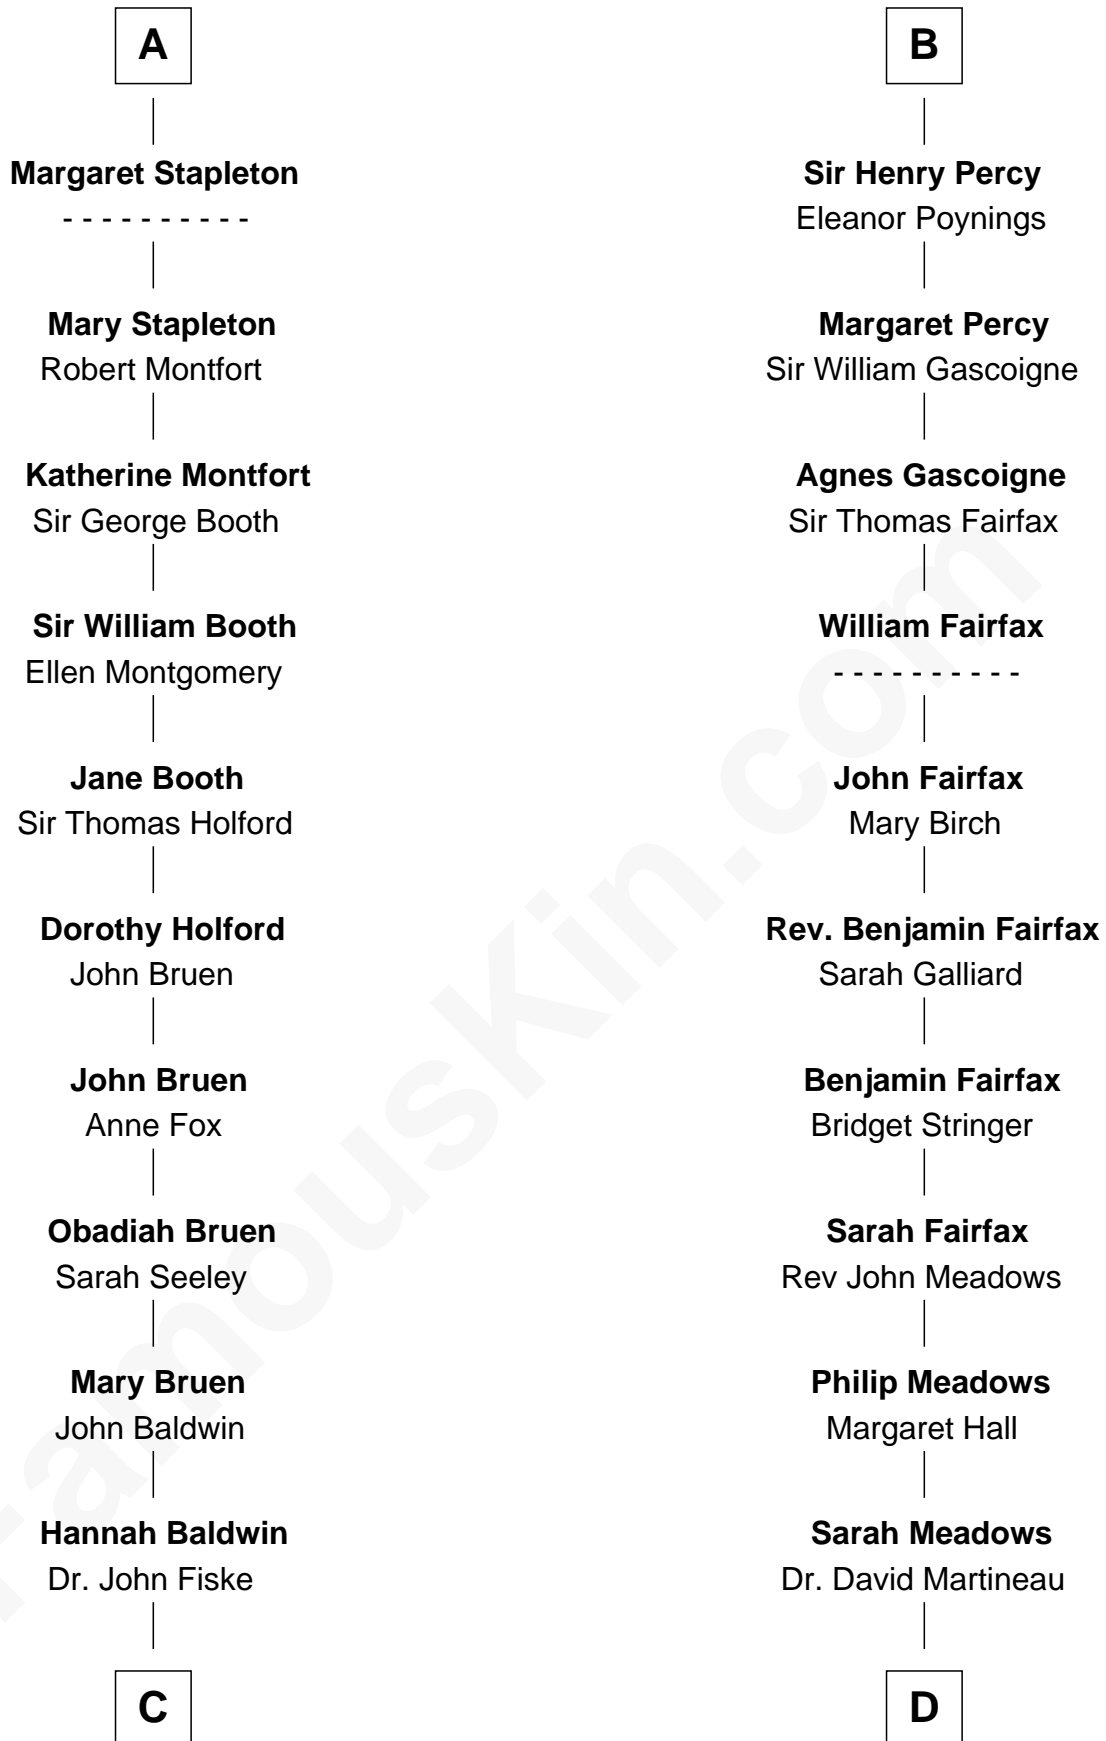 A
Margaret Stapleton
- - - - - - - - - -
Mary Stapleton
Robert Montfort
Katherine Montfort
Sir George Booth
Sir William Booth
Ellen Montgomery
Jane Booth
Sir Thomas Holford
Dorothy Holford
John Bruen
John Bruen
Anne Fox
Obadiah Bruen
Sarah Seeley
Mary Bruen
John Baldwin
Hannah Baldwin
Dr. John Fiske
C
B
Sir Henry Percy
Eleanor Poynings
Margaret Percy
Sir William Gascoigne
Agnes Gascoigne
Sir Thomas Fairfax
William Fairfax
- - - - - - - - - -
John Fairfax
Mary Birch
Rev. Benjamin Fairfax
Sarah Galliard
Benjamin Fairfax
Bridget Stringer
Sarah Fairfax
Rev John Meadows
Philip Meadows
Margaret Hall
Sarah Meadows
Dr. David Martineau
D
FamousKin.com